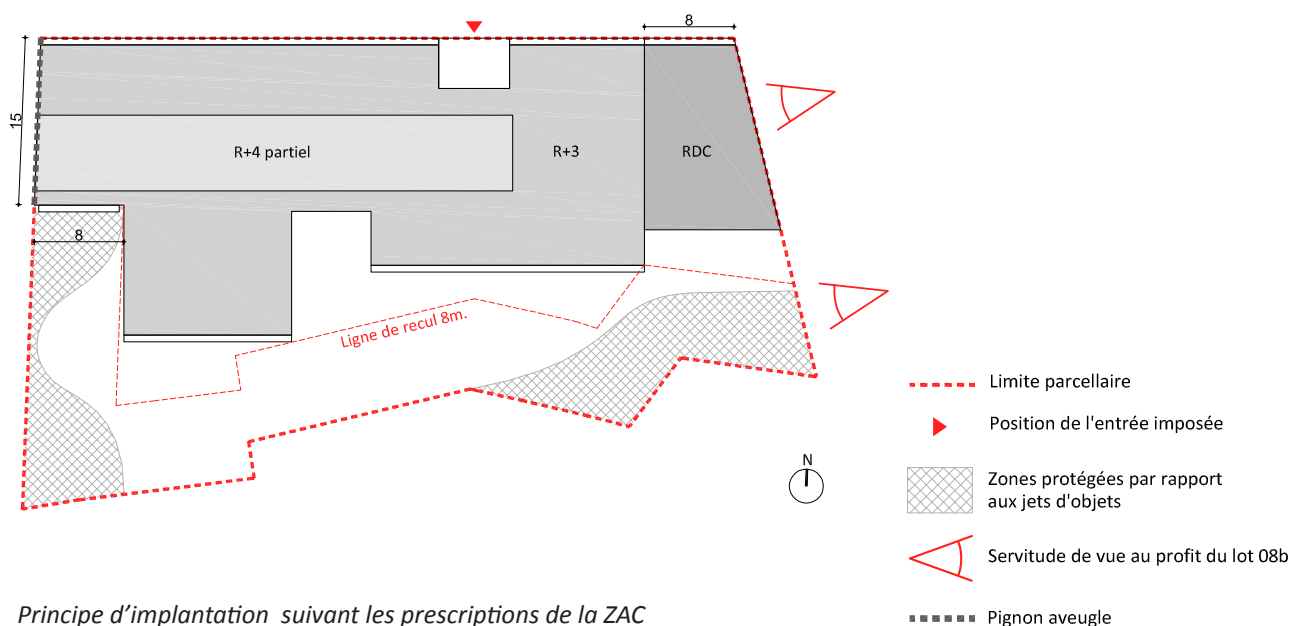 8
15
R+4 partiel
R+3
RDC
8
Ligne de recul 8m.
N
Limite parcellaire
Position de l'entrée imposée
Zones protégées par rapport
aux jets d'objets
Servitude de vue au profit du lot 08b
Pignon aveugle
Principe d’implantation suivant les prescriptions de la ZAC